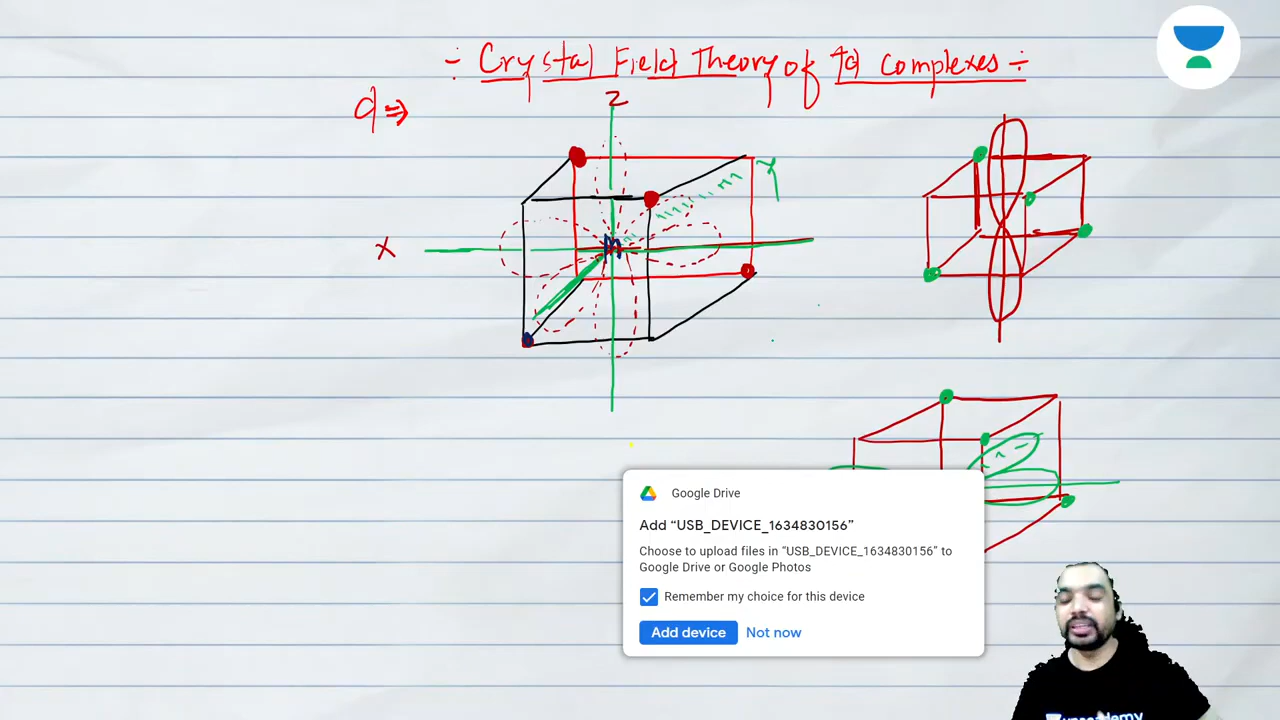 ÷ Crystal Field Theory of Td complexes ÷
d ⇒
Z
Y
X
M
Google Drive
Add “USB_DEVICE_1634830156”
Choose to upload files in “USB_DEVICE_1634830156” to
Google Drive or Google Photos
Remember my choice for this device
Add device
Not now